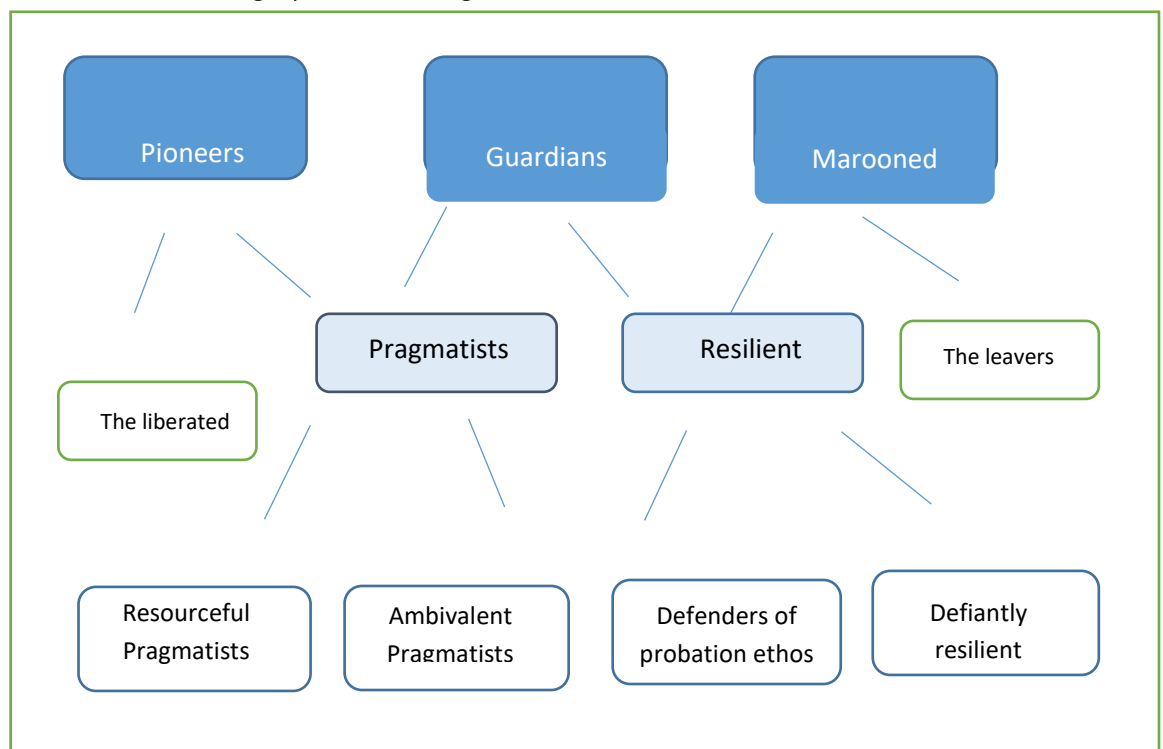 Pioneers
Guardians
Marooned
Pragmatists
Resilient
The leavers
The liberated
Resourceful
Pragmatists
Ambivalent
Pragmatists
Defenders of
probation ethos
Defiantly
resilient